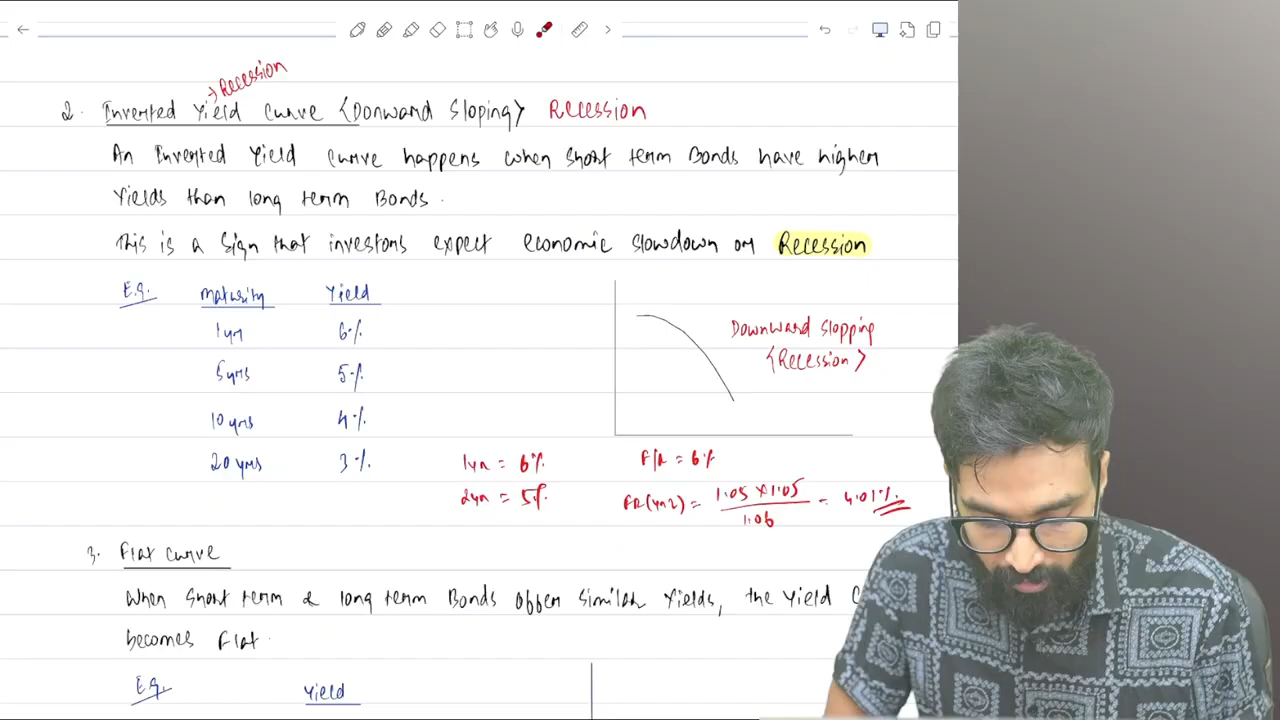 → Recession
2. Inverted Yield Curve {Donward Sloping} Recession
An Inverted Yield Curve happens when Short term Bonds have higher
Yields than long term Bonds.
This is a Sign that investors expect economic slowdown or Recession
E.g. Maturity Yield
1yr 6%
5yrs 5%
10yrs 4%
20yrs 3%
Downward Slopping
{Recession}
1yr = 6%
2yr = 5%
F/R = 6%
FR(yr2) = 1.05 × 1.05 / 1.06 = 4.01%
3. Flat Curve
When Short term & long term Bonds offer Similar Yields, the Yield C
becomes Flat.
E.g. Yield